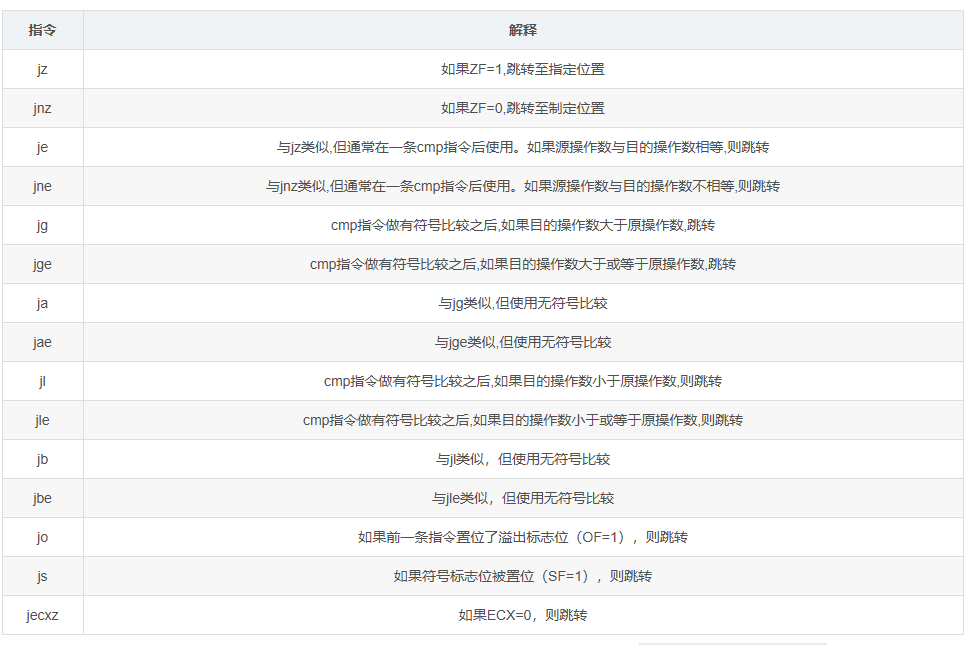 指令 解释
jz 如果ZF=1,跳转至指定位置
jnz 如果ZF=0,跳转至制定位置
je 与jz类似,但通常在一条cmp指令后使用。如果源操作数与目的操作数相等,则跳转
jne 与jnz类似,但通常在一条cmp指令后使用。如果源操作数与目的操作数不相等,则跳转
jg cmp指令做有符号比较之后,如果目的操作数大于原操作数,跳转
jge cmp指令做有符号比较之后,如果目的操作数大于或等于原操作数,跳转
ja 与jg类似,但使用无符号比较
jae 与jge类似,但使用无符号比较
jl cmp指令做有符号比较之后,如果目的操作数小于原操作数,则跳转
jle cmp指令做有符号比较之后,如果目的操作数小于或等于原操作数,则跳转
jb 与jl类似，但使用无符号比较
jbe 与jle类似，但使用无符号比较
jo 如果前一条指令置位了溢出标志位（OF=1），则跳转
js 如果符号标志位被置位（SF=1），则跳转
jecxz 如果ECX=0，则跳转